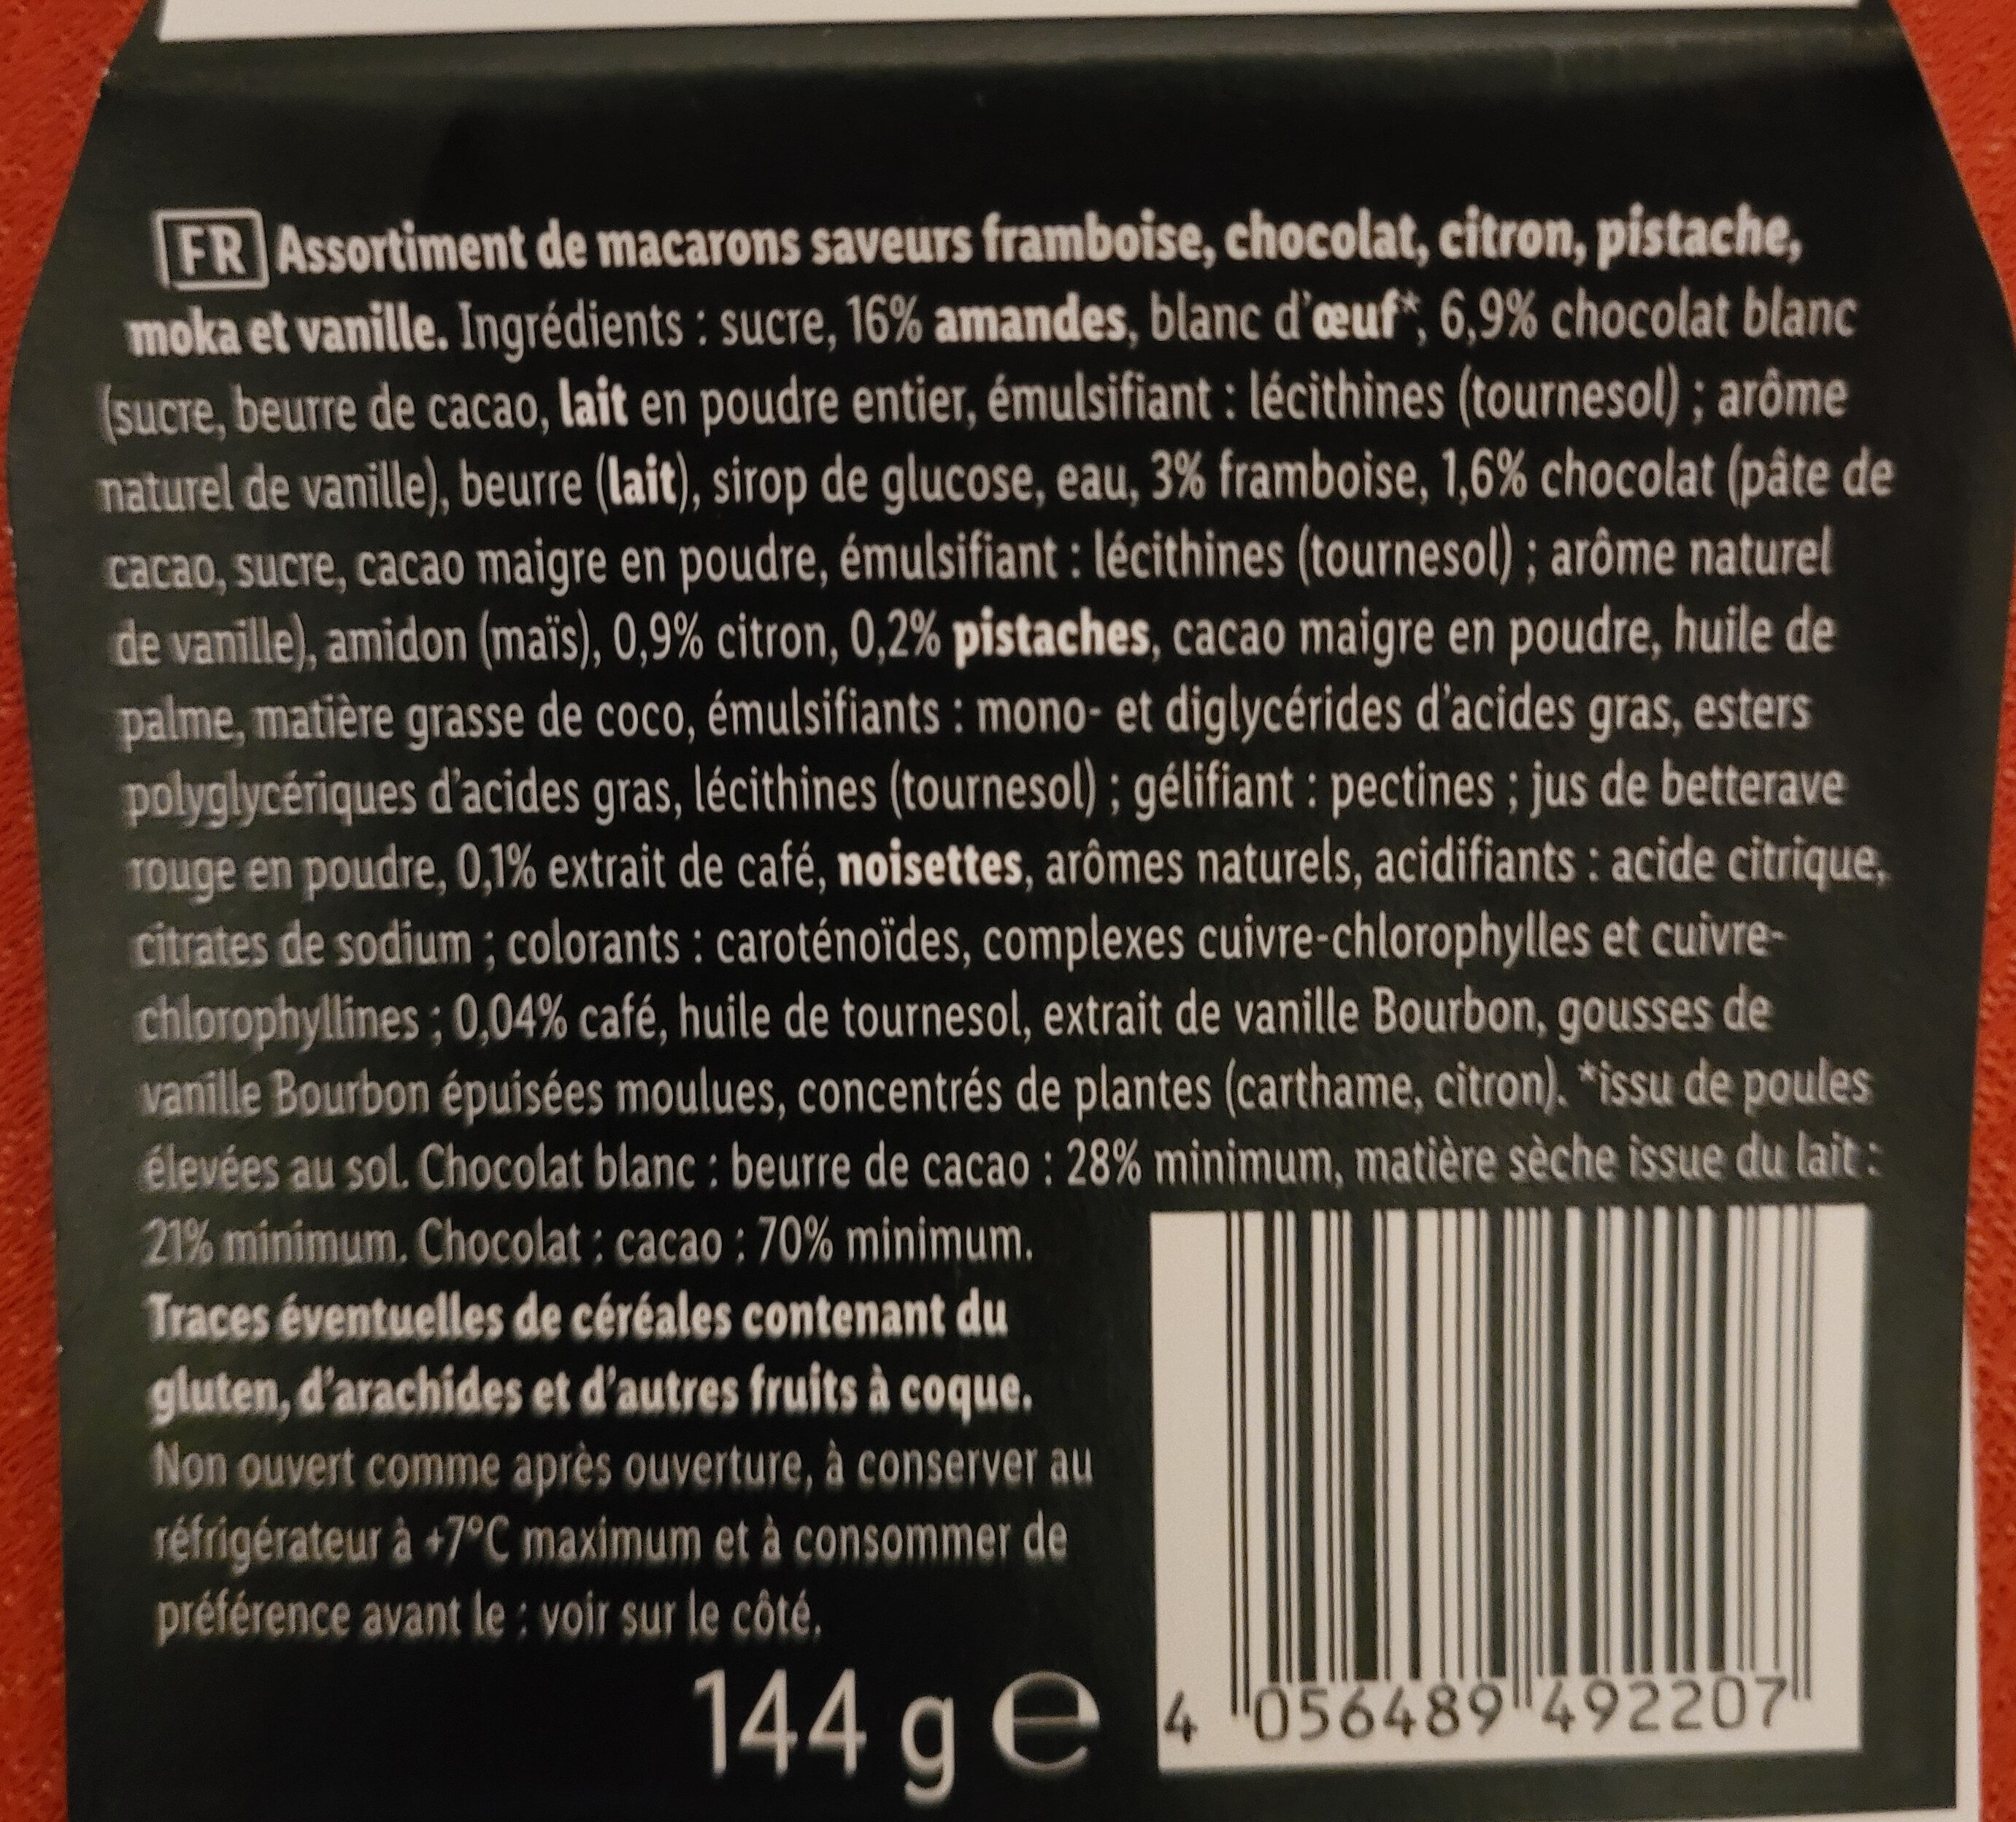 FR Assortiment de macarons saveurs framboise, chocolat, citron, pistache,
moka et vanille. Ingrédients : sucre, 16% amandes, blanc d'œuf*, 6,9% chocolat blanc
(sucre, beurre de cacao, lait en poudre entier, émulsifiant : lécithines (tournesol) ; arôme
naturel de vanille), beurre (lait), sirop de glucose, eau, 3% framboise, 1,6% chocolat (pâte de
cacao, sucre, cacao maigre en poudre, émulsifiant : lécithines (tournesol) ; arôme naturel
de vanille), amidon (maïs), 0,9% citron, 0,2% pistaches, cacao maigre en poudre, huile de
palme, matière grasse de coco, émulsifiants : mono- et diglycérides d'acides gras, esters
polyglycériques d'acides gras, lécithines (tournesol) ; gélifiant : pectines ; jus de betterave
rouge en poudre, 0,1% extrait de café, noisettes, arômes naturels, acidifiants : acide citrique,
citrates de sodium ; colorants : caroténoïdes, complexes cuivre-chlorophylles et cuivre-
chlorophyllines ; 0,04% café, huile de tournesol, extrait de vanille Bourbon, gousses de
vanille Bourbon épuisées moulues, concentrés de plantes (carthame, citron). *issu de poules
élevées au sol. Chocolat blanc : beurre de cacao : 28% minimum, matière sèche issue du lait :
21% minimum. Chocolat : cacao : 70% minimum.
Traces éventuelles de céréales contenant du
gluten, d'arachides et d'autres fruits à coque.
Non ouvert comme après ouverture, à conserver au
réfrigérateur à +7°C maximum et à consommer de
préférence avant le : voir sur le côté.
144 g e
4 056489 492207